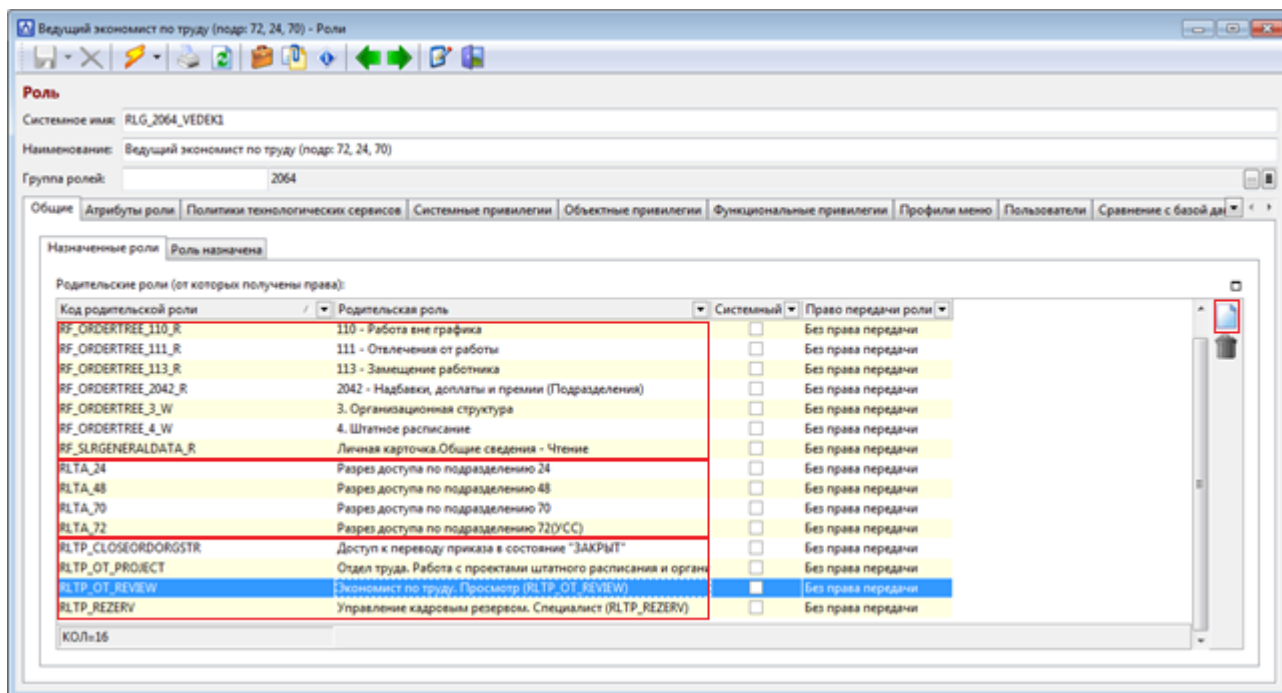 Ведущий экономист по труду (подр: 72, 24, 70) - Роли
Роль
Системное имя: RLG_2064_VEDEK1
Наименование: Ведущий экономист по труду (подр: 72, 24, 70)
Группа ролей: 2064
Общие Атрибуты роли Политики технологических сервисов Системные привилегии Объектные привилегии Функциональные привилегии Профили меню Пользователи Сравнение с базой да
Назначенные роли Роль назначена
Родительские роли (от которых получены права):
Код родительской роли Родительская роль Системный Право передачи роли
RF_ORDERTREE_110_R 110 - Работа вне графика Без права передачи
RF_ORDERTREE_111_R 111 - Отвлечения от работы Без права передачи
RF_ORDERTREE_113_R 113 - Замещение работника Без права передачи
RF_ORDERTREE_2042_R 2042 - Надбавки, доплаты и премии (Подразделения) Без права передачи
RF_ORDERTREE_3_W 3. Организационная структура Без права передачи
RF_ORDERTREE_4_W 4. Штатное расписание Без права передачи
RF_SLRGENERALDATA_R Личная карточка.Общие сведения - Чтение Без права передачи
RLTA_24 Разрез доступа по подразделению 24 Без права передачи
RLTA_48 Разрез доступа по подразделению 48 Без права передачи
RLTA_70 Разрез доступа по подразделению 70 Без права передачи
RLTA_72 Разрез доступа по подразделению 72(УСС) Без права передачи
RLTP_CLOSEORDORGSTR Доступ к переводу приказа в состояние "ЗАКРЫТ" Без права передачи
RLTP_OT_PROJECT Отдел труда. Работа с проектами штатного расписания и органи Без права передачи
RLTP_OT_REVIEW Экономист по труду. Просмотр (RLTP_OT_REVIEW) Без права передачи
RLTP_REZERV Управление кадровым резервом. Специалист (RLTP_REZERV) Без права передачи
КОЛ=16